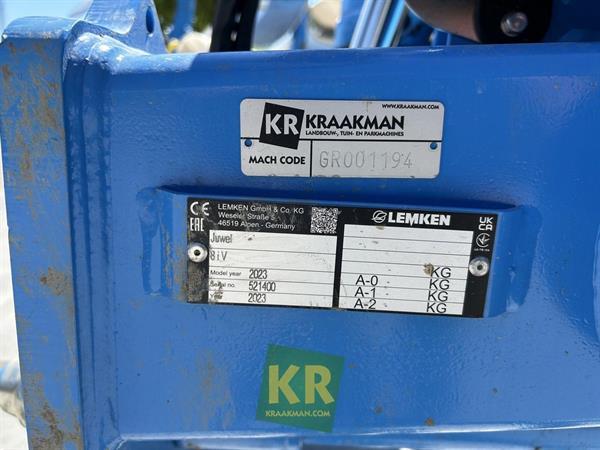 WWW.KRAAKMAN.COM
KR KRAAKMAN
LANDBOUW-, TUIN- EN PARKMACHINES
MACH CODE GR001194
CE LEMKEN GmbH & Co. KG
Weseler Straße 5
EAC 46519 Alpen - Germany
Juwel
8 i V
Model year 2023
Serial no. 521400
Year 2023
LEMKEN
UK
CA
KG
A-0 KG
A-1 KG
A-2 KG
KR
KRAAKMAN.COM